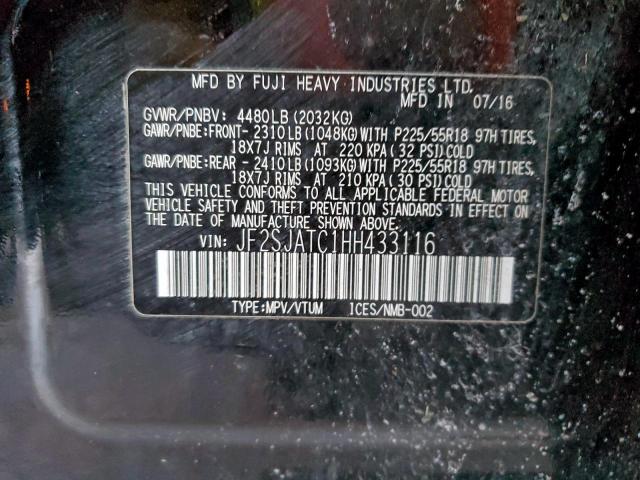 MFD BY FUJI HEAVY INDUSTRIES LTD.
MFD IN 07/16
GVWR/PNBV: 4480LB (2032KG)
GAWR/PNBE:FRONT- 2310LB (1048KG) WITH P225/55R18 97H TIRES,
18X7J RIMS AT 220 KPA (32 PSI) COLD
GAWR/PNBE:REAR - 2410LB (1093KG) WITH P225/55R18 97H TIRES,
18X7J RIMS AT 210 KPA (30 PSI) COLD
THIS VEHICLE CONFORMS TO ALL APPLICABLE FEDERAL MOTOR
VEHICLE SAFETY AND THEFT PREVENTION STANDARDS IN EFFECT ON
THE DATE OF MANUFACTURE SHOWN ABOVE.
VIN: JF2SJATC1HH433116
TYPE:MPV/VTUM ICES/NMB-002